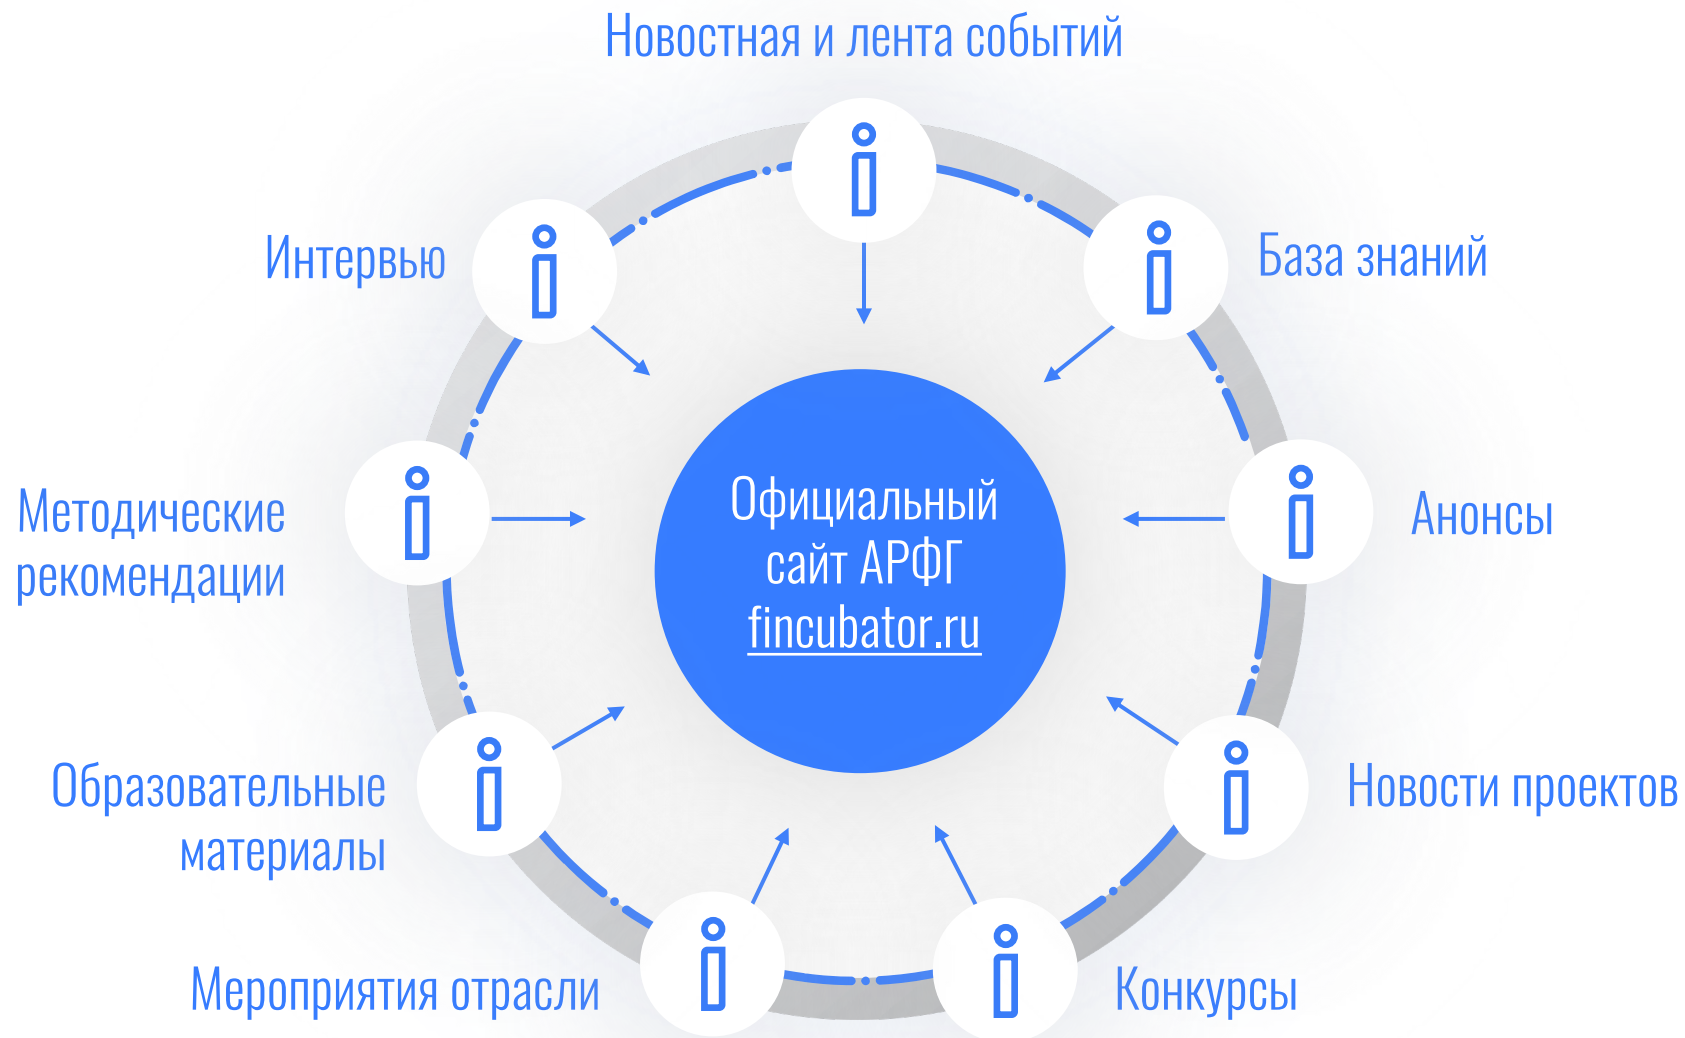 Новостная и лента событий
Интервью
База знаний
Методические
рекомендации
Официальный
сайт АРФГ
fincubator.ru
Анонсы
Образовательные
материалы
Новости проектов
Мероприятия отрасли
Конкурсы